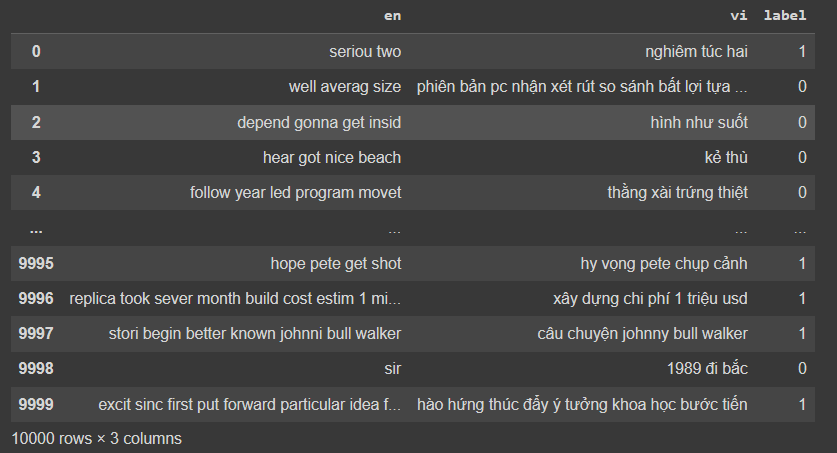 en vi label
0 seriou two nghiêm túc hai 1
1 well averag size phiên bản pc nhận xét rút so sánh bất lợi tựa ... 0
2 depend gonna get insid hình như suốt 0
3 hear got nice beach kẻ thù 0
4 follow year led program movet thằng xài trứng thiệt 0
... ... ... ...
9995 hope pete get shot hy vọng pete chụp cảnh 1
9996 replica took sever month build cost estim 1 mi... xây dựng chi phí 1 triệu usd 1
9997 stori begin better known johnni bull walker câu chuyện johnny bull walker 1
9998 sir 1989 đi bắc 0
9999 excit sinc first put forward particular idea f... hào hứng thúc đẩy ý tưởng khoa học bước tiến 1
10000 rows × 3 columns